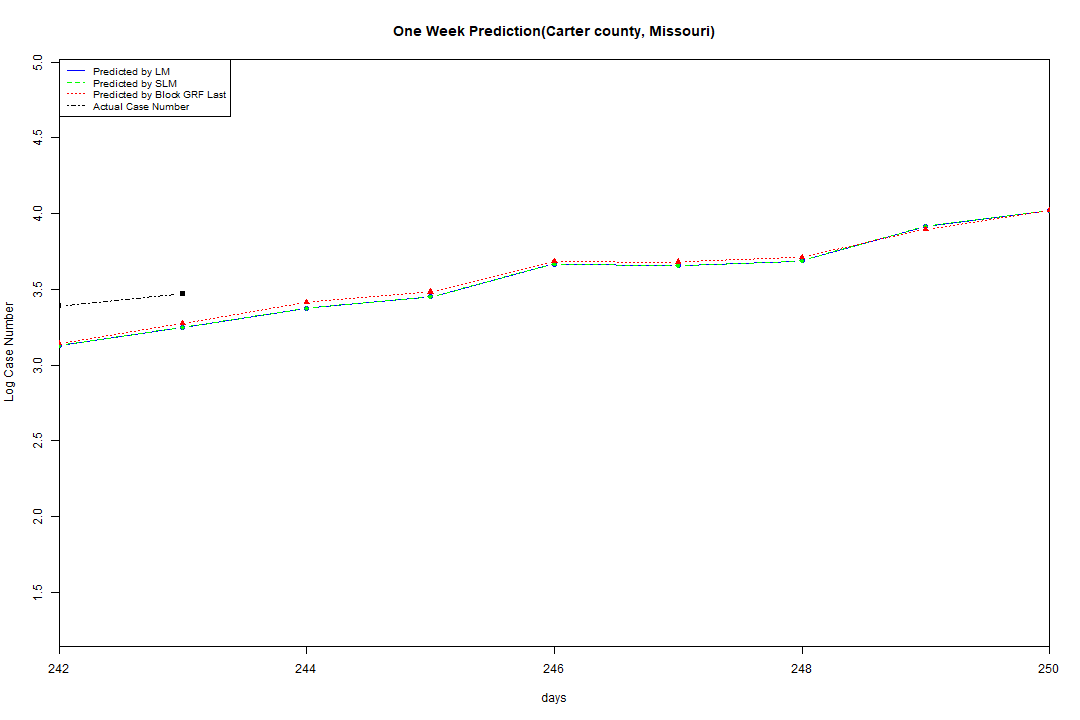 One Week Prediction(Carter county, Missouri)
Predicted by LM
Predicted by SLM
Predicted by Block GRF Last
Actual Case Number
5.0
4.5
4.0
3.5
3.0
2.5
2.0
1.5
Log Case Number
242 244 246 248 250
days